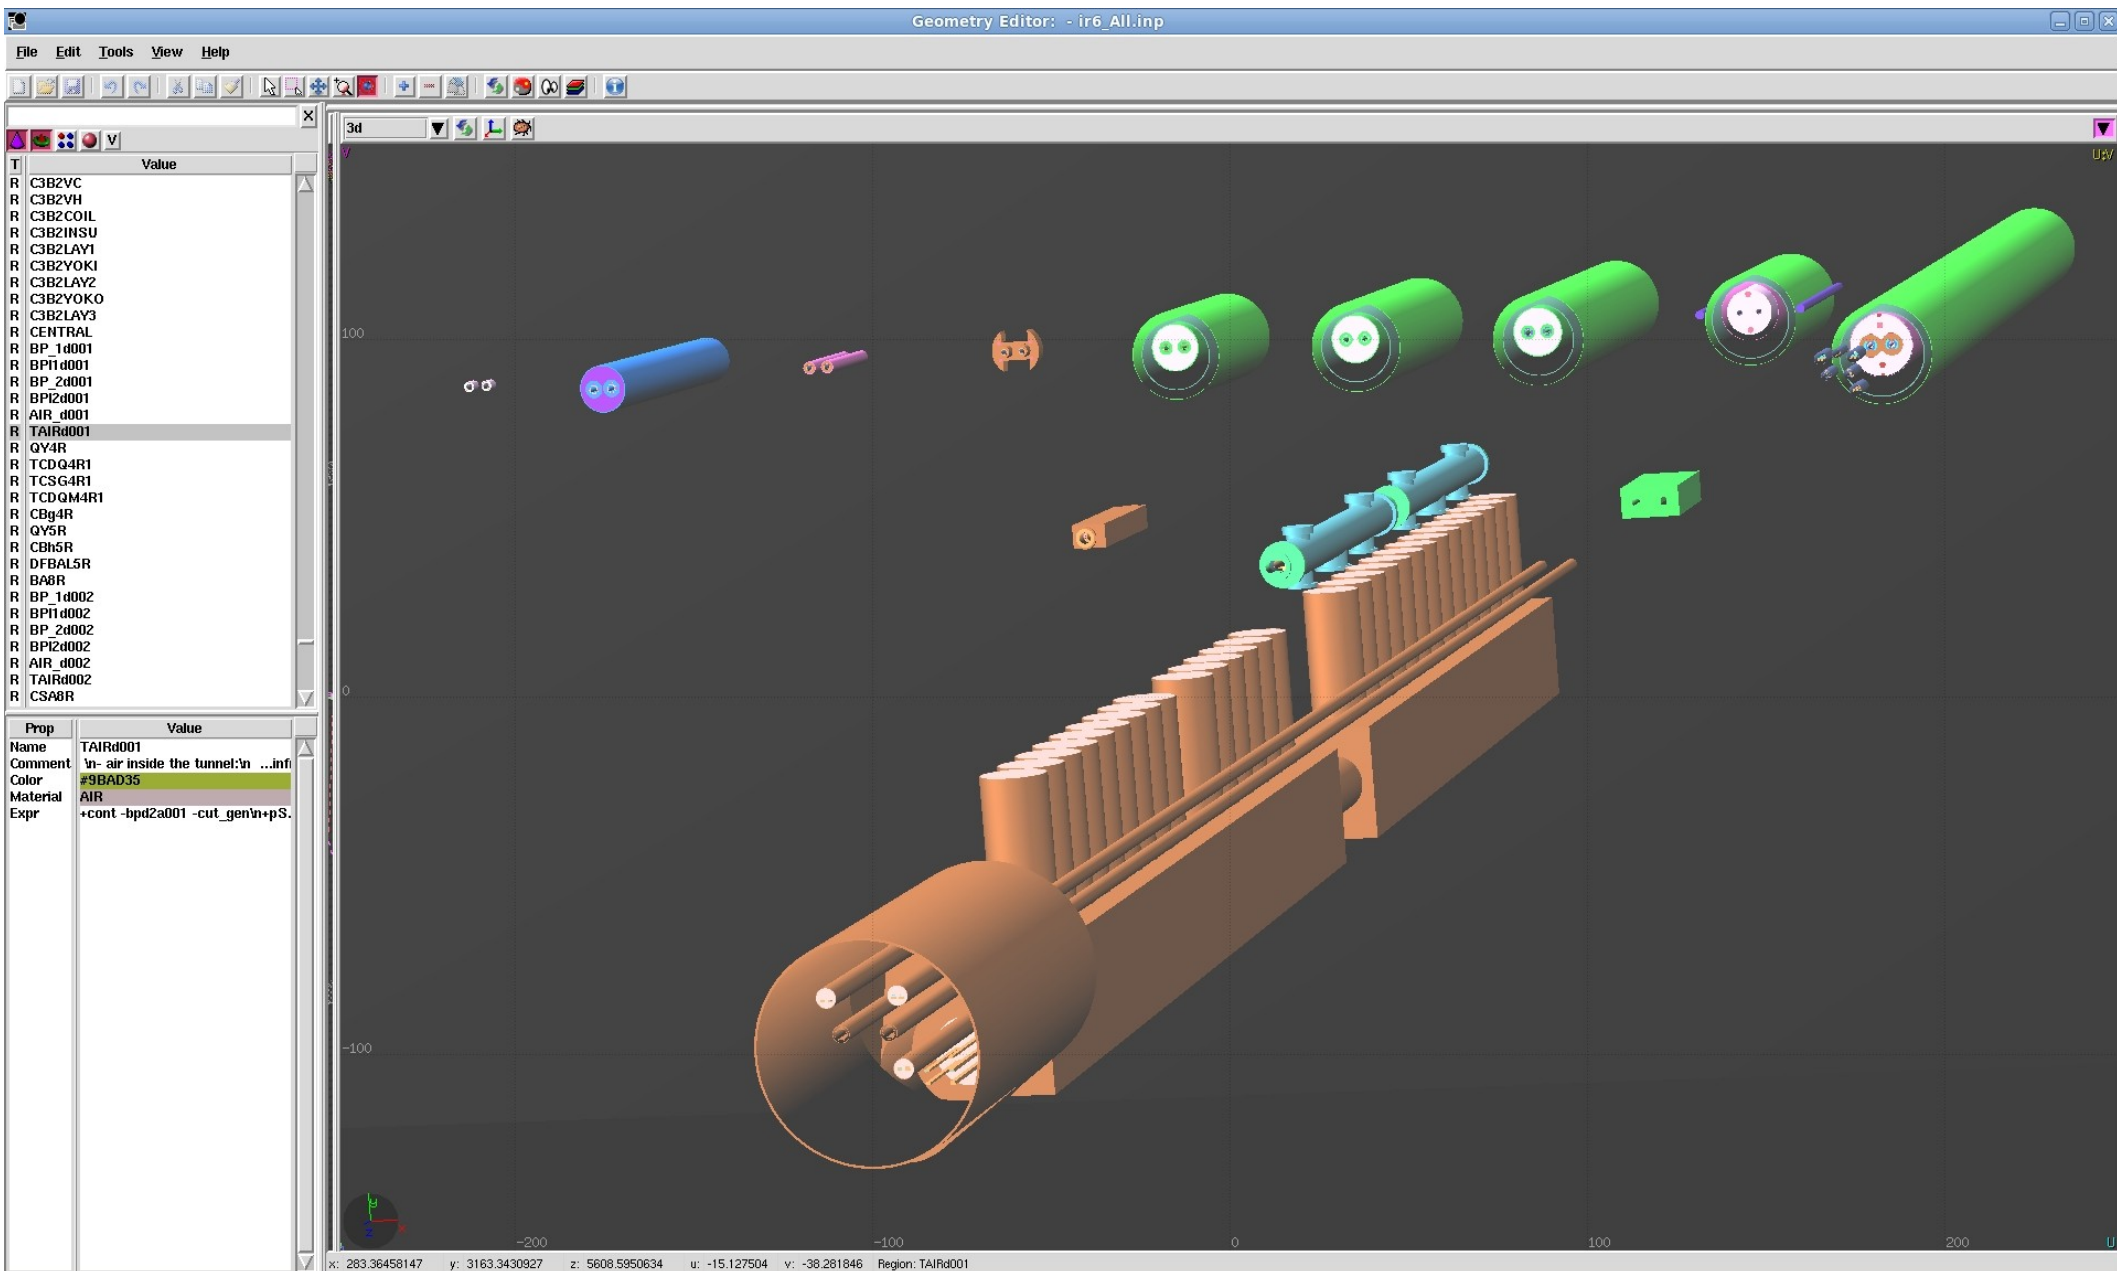 Geometry Editor: - ir6_All.inp
File Edit Tools View Help
3d
V
T Value
R C3B2VC
R C3B2VH
R C3B2COIL
R C3B2INSU
R C3B2LAY1
R C3B2YOKI
R C3B2LAY2
R C3B2YOKO
R C3B2LAY3
R CENTRAL
R BP_1d001
R BPI1d001
R BP_2d001
R BPI2d001
R AIR_d001
R TAIRd001
R QY4R
R TCDQ4R1
R TCSG4R1
R TCDQM4R1
R CBg4R
R QY5R
R CBh5R
R DFBAL5R
R BA8R
R BP_1d002
R BPI1d002
R BP_2d002
R BPI2d002
R AIR_d002
R TAIRd002
R CSA8R
Prop Value
Name TAIRd001
Comment \n- air inside the tunnel:\n ...inf
Color #9BAD35
Material AIR
Expr +cont -bpd2a001 -cut_gen\n+pS.
V
U:V
100
0
-100
-200 -100 0 100 200
U
y
x
z
x: 283.36458147 y: 3163.3430927 z: 5608.5950634 u: -15.127504 v: -38.281846 Region: TAIRd001